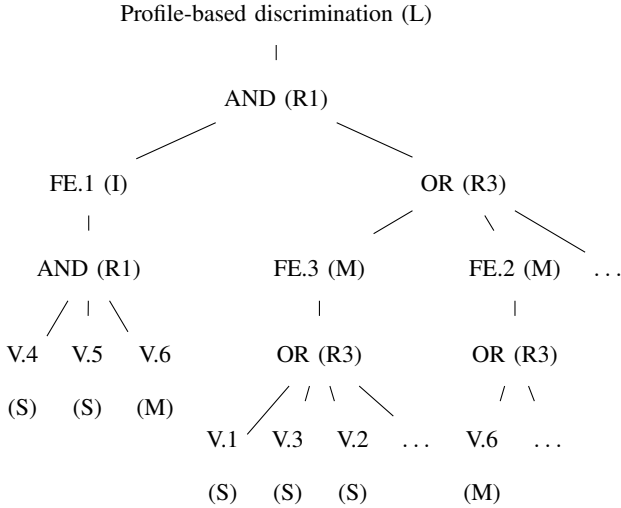 Profile-based discrimination (L)
AND (R1)
FE.1 (I) OR (R3)
AND (R1) FE.3 (M) FE.2 (M) ...
V.4 V.5 V.6 OR (R3) OR (R3)
(S) (S) (M)
V.1 V.3 V.2 ... V.6 ...
(S) (S) (S) (M)